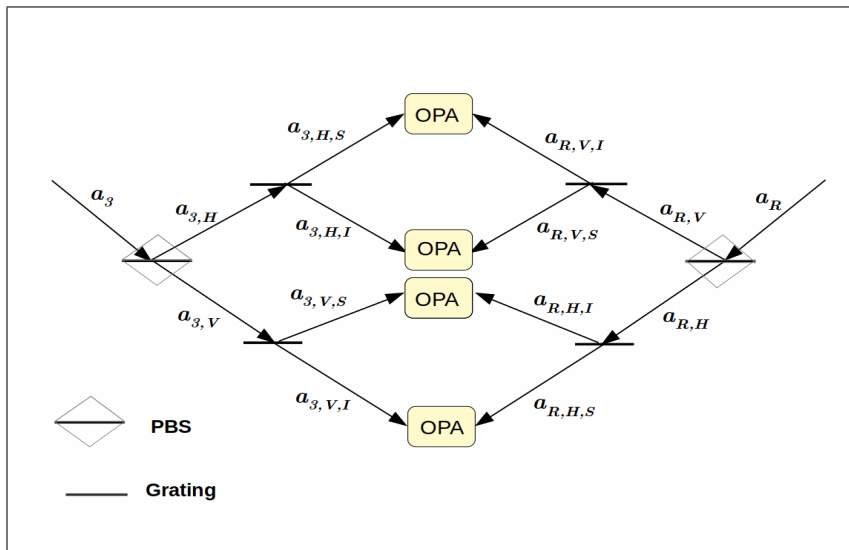 OPA
a_{3,H,S}
a_{R,V,I}
a_3
a_{3,H}
a_{R,V}
a_R
a_{3,H,I}
a_{R,V,S}
OPA
OPA
a_{3,V,S}
a_{R,H,I}
a_{3,V}
a_{R,H}
a_{3,V,I}
a_{R,H,S}
OPA
PBS
Grating